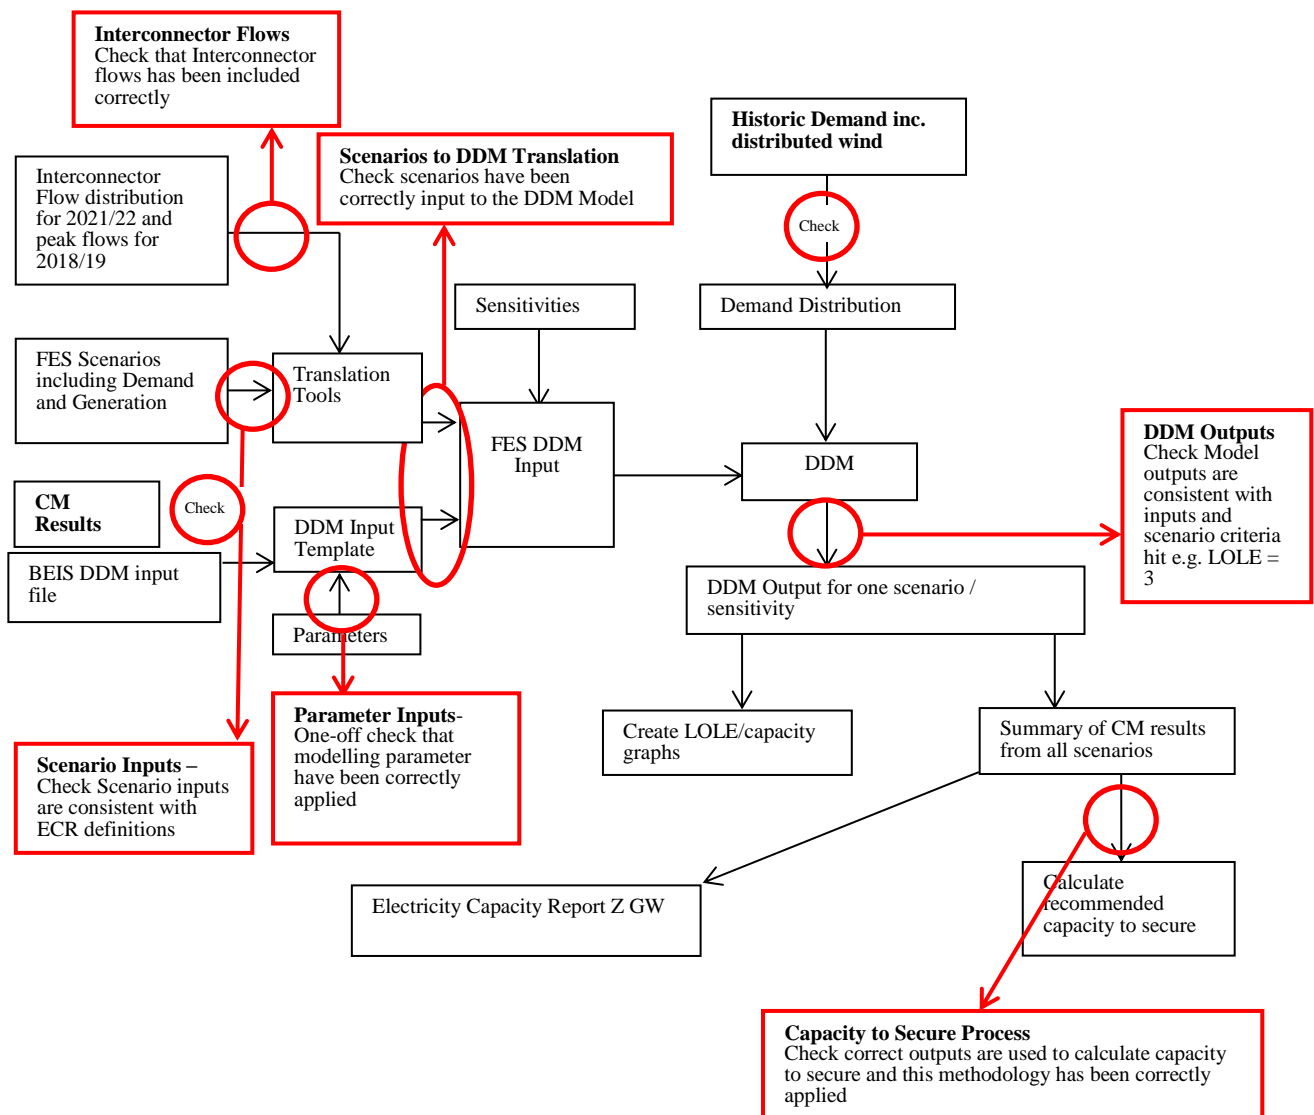 Interconnector Flows
Check that Interconnector
flows has been included
correctly
Historic Demand inc.
distributed wind
Scenarios to DDM Translation
Check scenarios have been
correctly input to the DDM Model
Interconnector
Flow distribution
for 2021/22 and
peak flows for
2018/19
Check
Sensitivities
Demand Distribution
FES Scenarios
including Demand
and Generation
Translation
Tools
FES DDM
Input
DDM
DDM Outputs
Check Model
outputs are
consistent with
inputs and
scenario criteria
hit e.g. LOLE =
3
CM
Results
Check
DDM Input
Template
BEIS DDM input
file
DDM Output for one scenario /
sensitivity
Parameters
Parameter Inputs-
One-off check that
modelling parameter
have been correctly
applied
Create LOLE/capacity
graphs
Summary of CM results
from all scenarios
Scenario Inputs –
Check Scenario inputs
are consistent with
ECR definitions
Electricity Capacity Report Z GW
Calculate
recommended
capacity to secure
Capacity to Secure Process
Check correct outputs are used to calculate capacity
to secure and this methodology has been correctly
applied